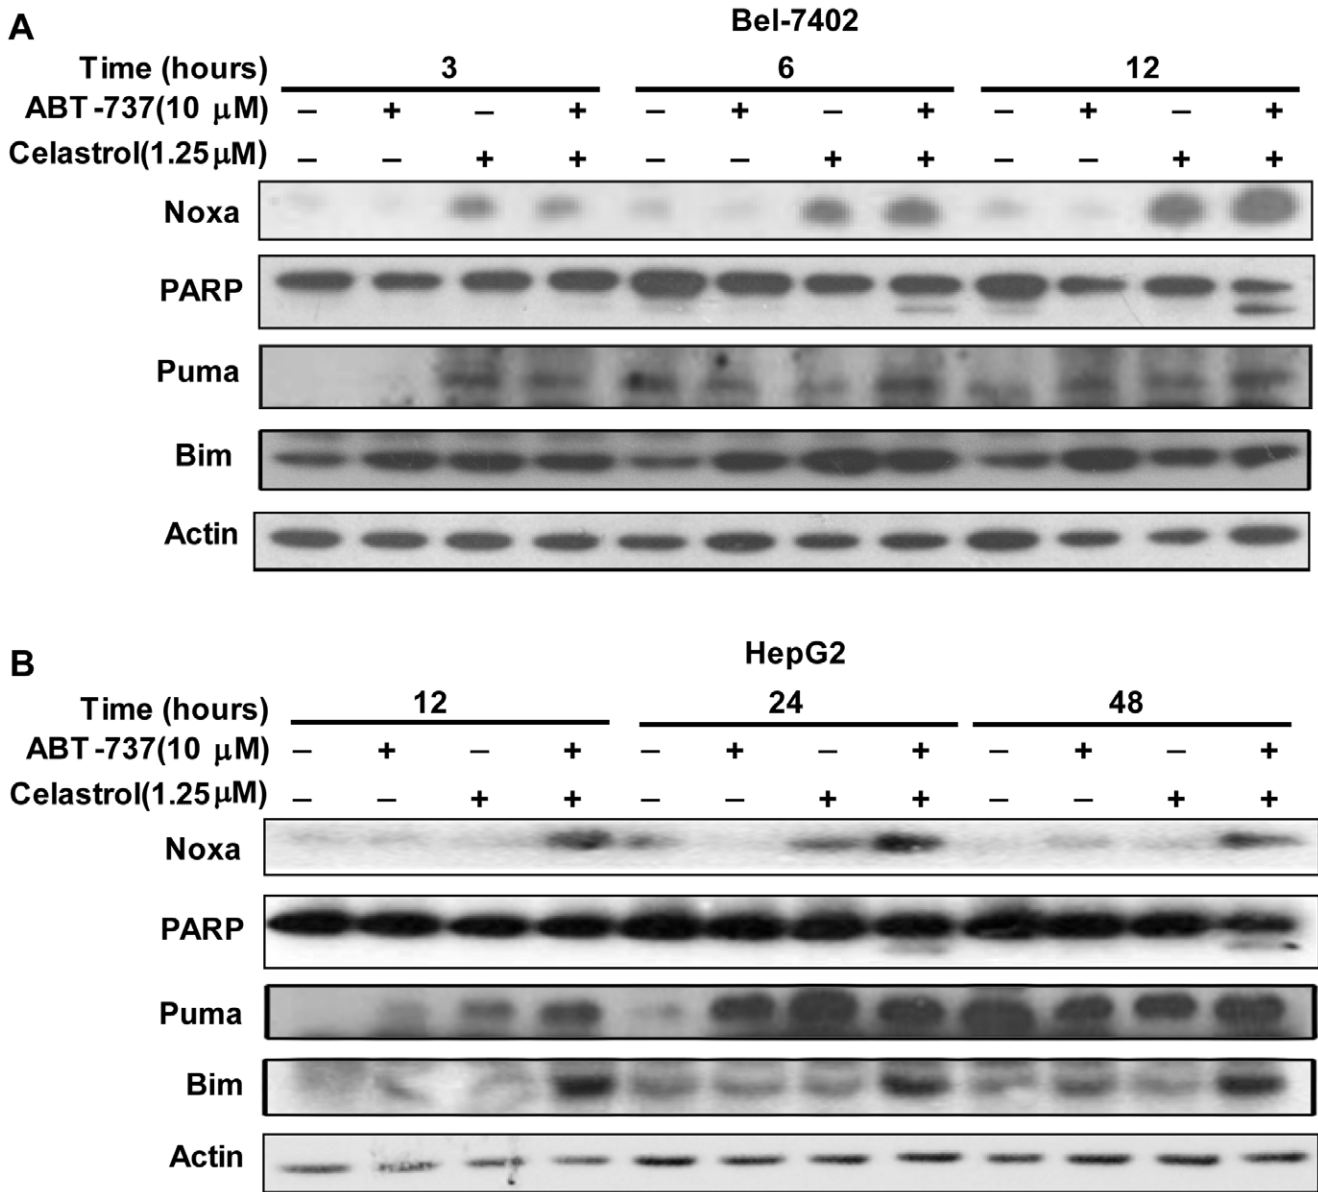 A
Bel-7402
Time (hours) 3 6 12
ABT-737(10 μM) – + – + – + – + – + – +
Celastrol(1.25μM) – – + + – – + + – – + +
Noxa
PARP
Puma
Bim
Actin
B
HepG2
Time (hours) 12 24 48
ABT-737(10 μM) – + – + – + – + – + – +
Celastrol(1.25μM) – – + + – – + + – – + +
Noxa
PARP
Puma
Bim
Actin